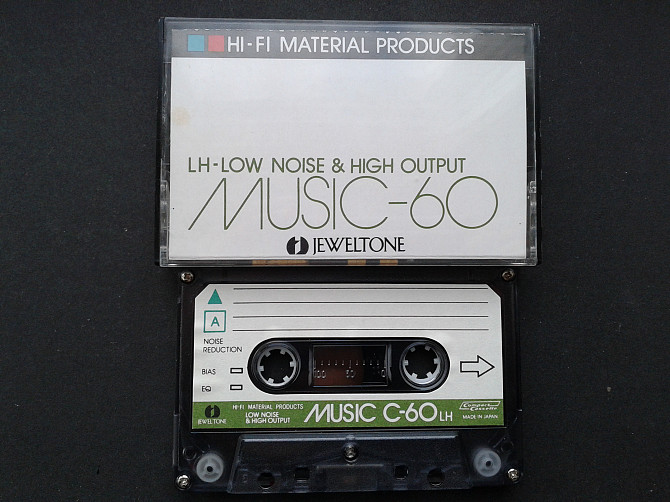 HI-FI MATERIAL PRODUCTS
LH-LOW NOISE & HIGH OUTPUT
MUSIC-60
JEWELTONE
A
NOISE
REDUCTION
BIAS
EQ
100 50 0
HI-FI MATERIAL PRODUCTS
LOW NOISE
& HIGH OUTPUT
MUSIC C-60 LH
JEWELTONE
Compact
Cassette
MADE IN JAPAN